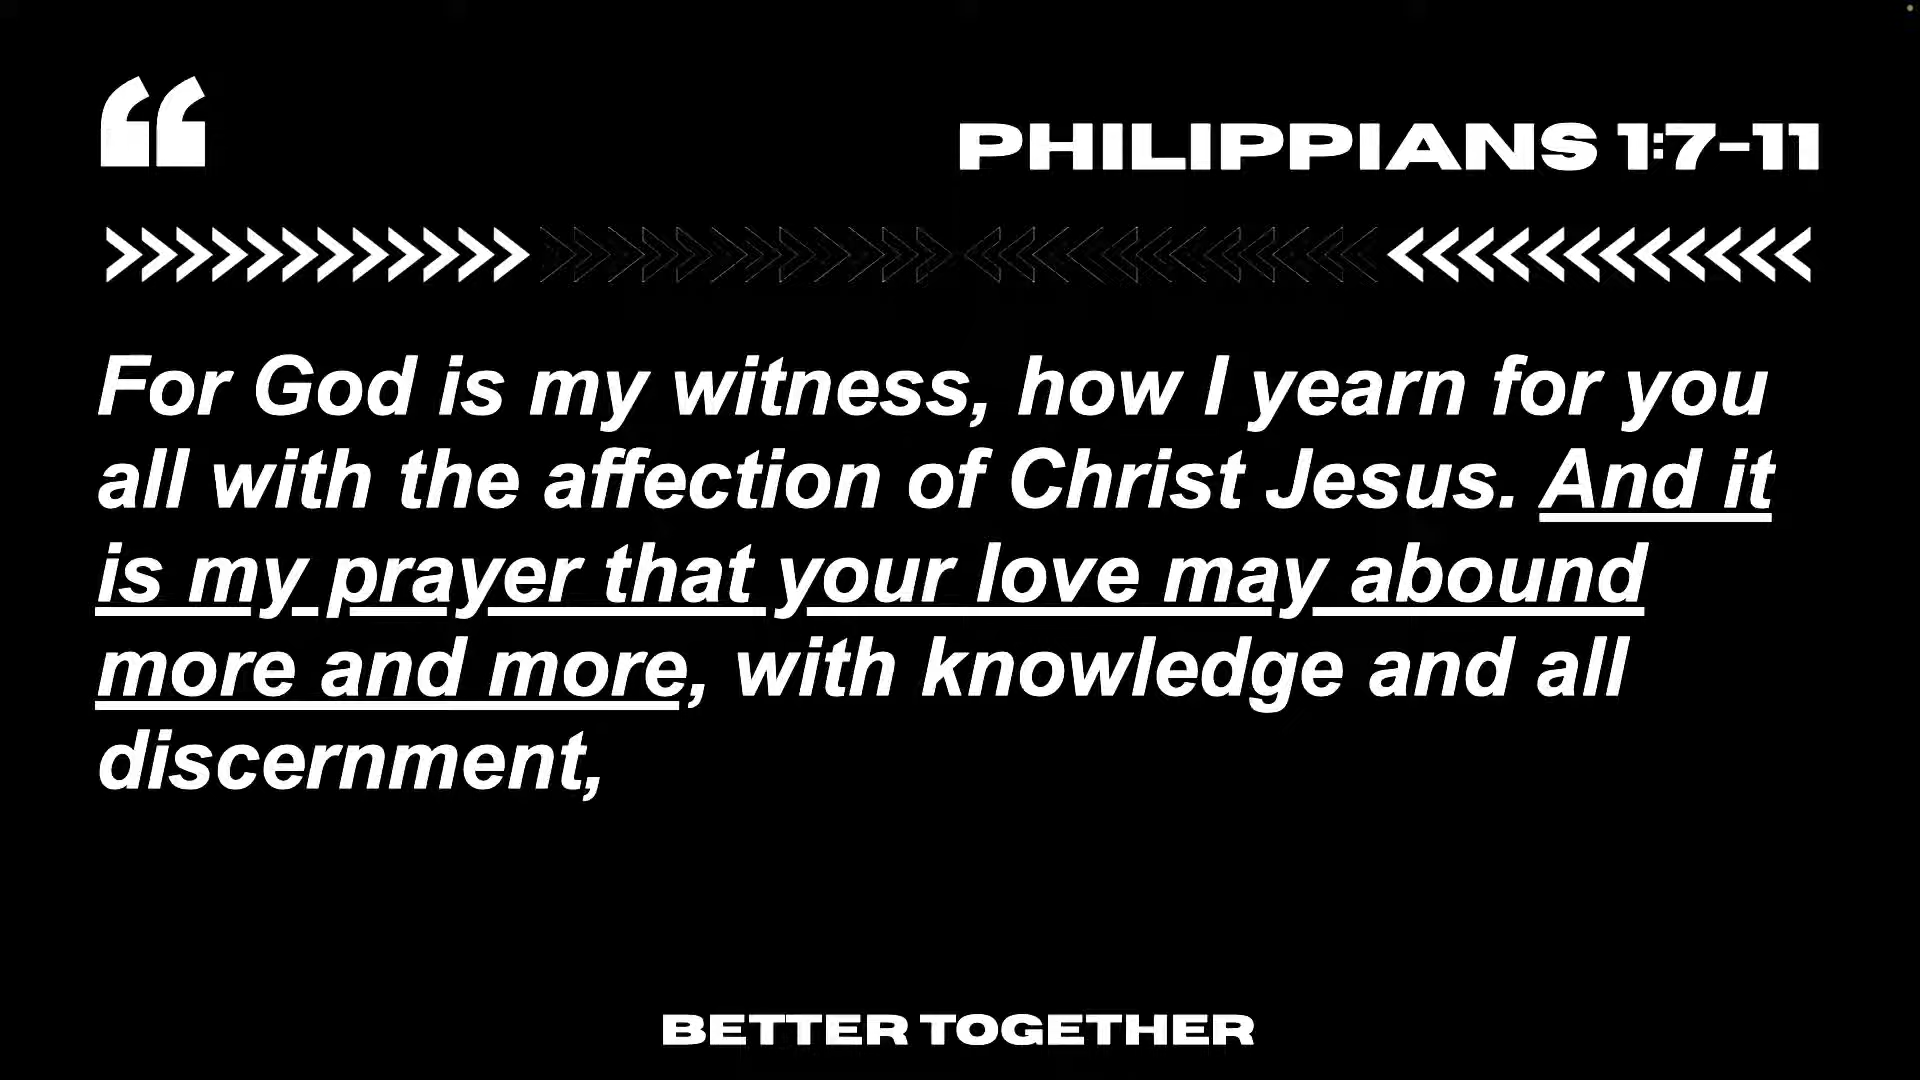 “
PHILIPPIANS 1:7-11
For God is my witness, how I yearn for you
all with the affection of Christ Jesus. And it
is my prayer that your love may abound
more and more, with knowledge and all
discernment,
BETTER TOGETHER